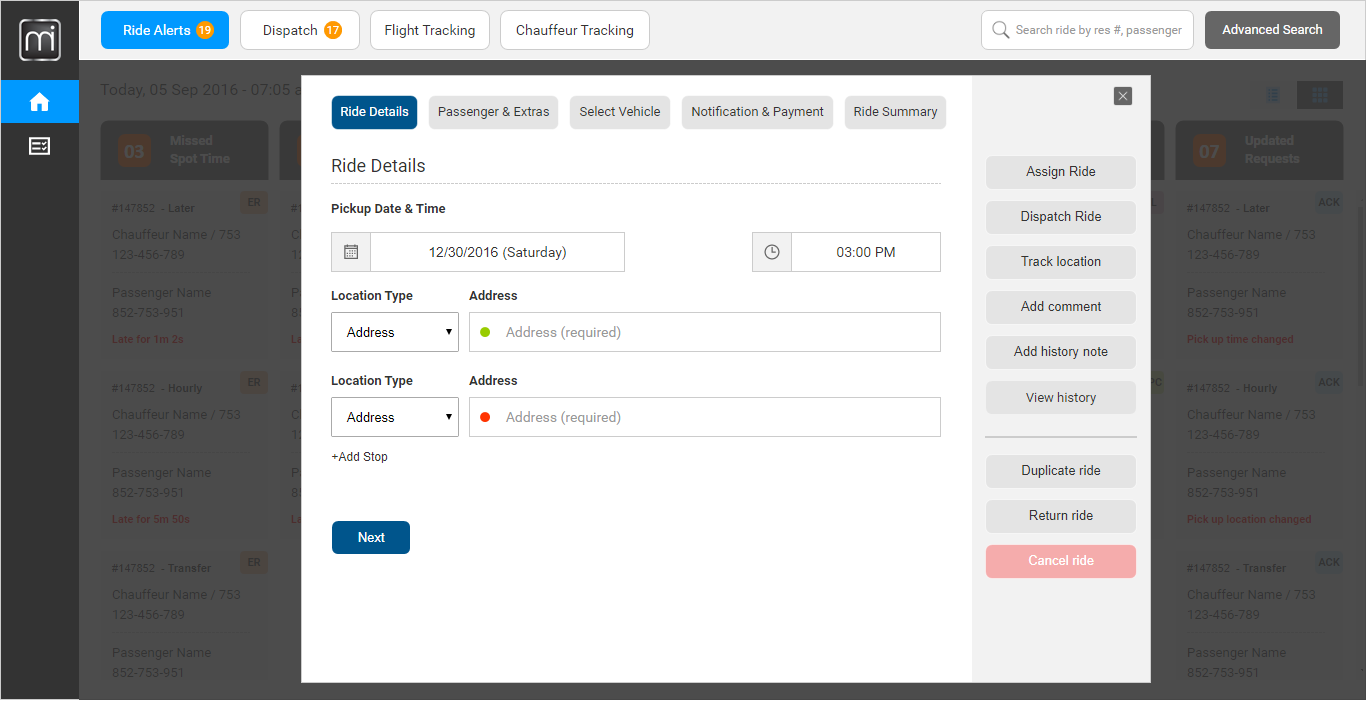 mi
Ride Alerts 19
Dispatch 17
Flight Tracking
Chauffeur Tracking
Search ride by res #, passenger
Advanced Search
Today, 05 Sep 2016 - 07:05 a
03 Missed
Spot Time
07 Updated
Requests
#147852 - Later ER
Chauffeur Name / 753
123-456-789
Passenger Name
852-753-951
Late for 1m 2s
#147852 - Hourly ER
Chauffeur Name / 753
123-456-789
Passenger Name
852-753-951
Late for 5m 50s
#147852 - Transfer ER
Chauffeur Name / 753
123-456-789
Passenger Name
852-753-951
Ride Details
Passenger & Extras
Select Vehicle
Notification & Payment
Ride Summary
Ride Details
Pickup Date & Time
12/30/2016 (Saturday)
03:00 PM
Location Type
Address
Address
Address (required)
Location Type
Address
Address
Address (required)
+Add Stop
Next
Assign Ride
Dispatch Ride
Track location
Add comment
Add history note
View history
Duplicate ride
Return ride
Cancel ride
#147852 - Later ACK
Chauffeur Name / 753
123-456-789
Passenger Name
852-753-951
Pick up time changed
#147852 - Hourly ACK
Chauffeur Name / 753
123-456-789
Passenger Name
852-753-951
Pick up location changed
#147852 - Transfer ACK
Chauffeur Name / 753
123-456-789
Passenger Name
852-753-951